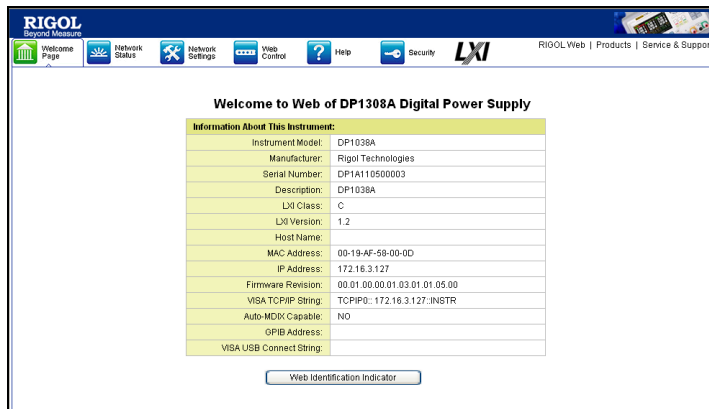 RIGOL
Beyond Measure
Welcome Page
Network Status
Network Settings
Web Control
? Help
Security
LXI
RIGOL Web | Products | Service & Suppor
Welcome to Web of DP1308A Digital Power Supply
Information About This Instrument:
Instrument Model: DP1038A
Manufacturer: Rigol Technologies
Serial Number: DP1A110500003
Description: DP1038A
LXI Class: C
LXI Version: 1.2
Host Name:
MAC Address: 00-19-AF-58-00-0D
IP Address: 172.16.3.127
Firmware Revision: 00.01.00.00.01.03.01.01.05.00
VISA TCP/IP String: TCPIP0:: 172.16.3.127::INSTR
Auto-MDIX Capable: NO
GPIB Address:
VISA USB Connect String:
Web Identification Indicator